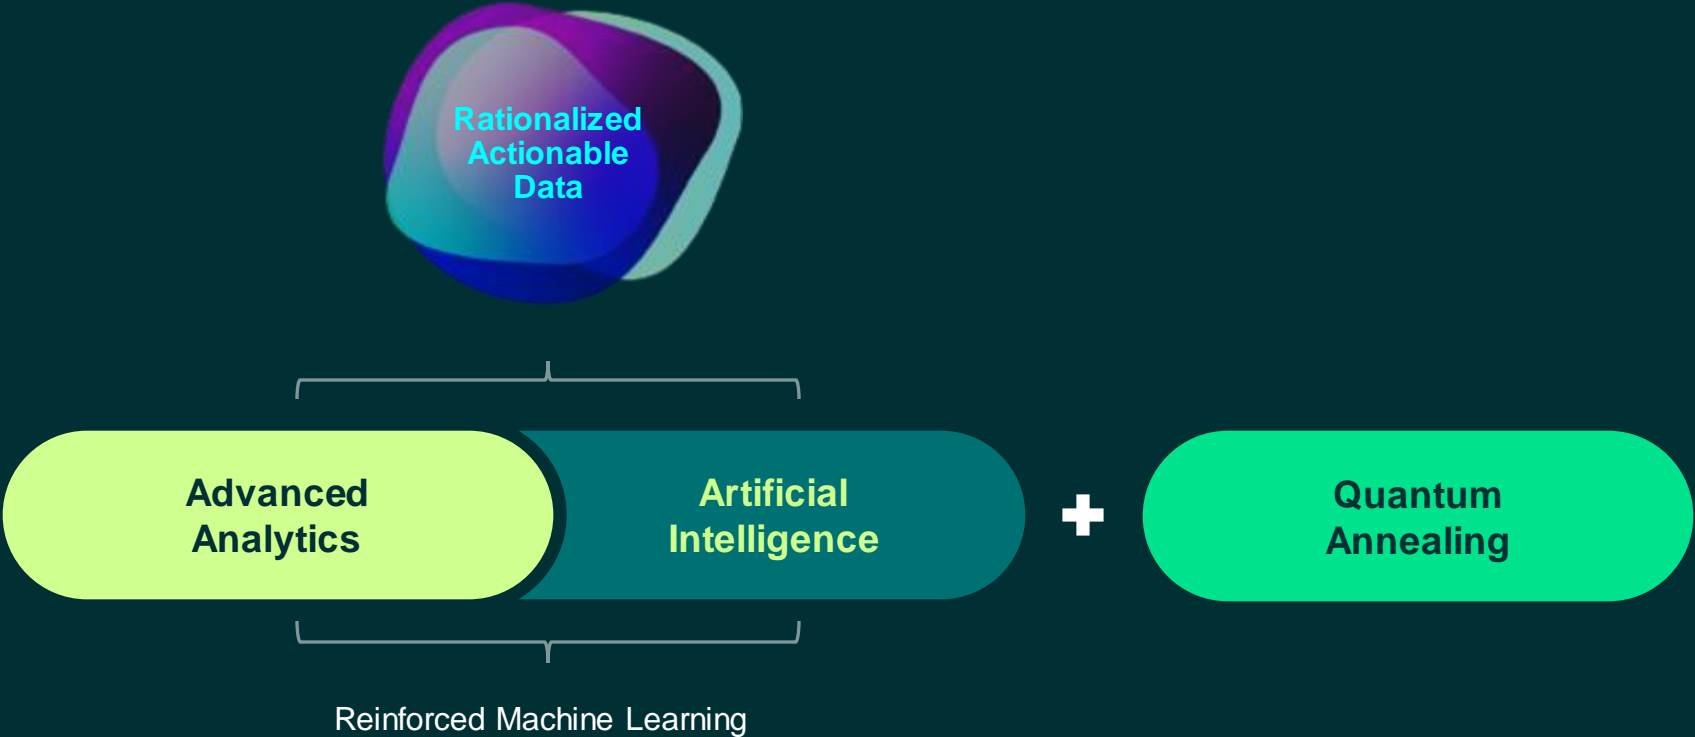 Rationalized
Actionable
Data
Advanced
Analytics
Artificial
Intelligence
Quantum
Annealing
Reinforced Machine Learning